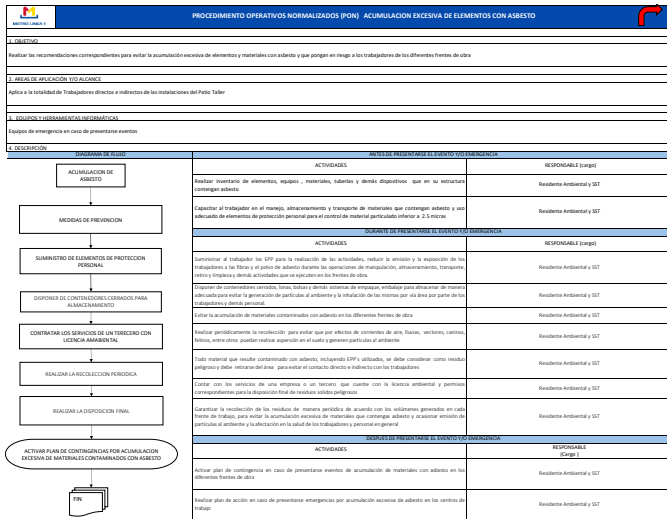 METRO LINEA 1
PROCEDIMIENTO OPERATIVOS NORMALIZADOS (PON) ACUMULACION EXCESIVA DE ELEMENTOS CON ASBESTO
1. OBJETIVO
Realizar las recomendaciones correspondientes para evitar la acumulación excesiva de elementos y materiales con asbesto y que pongan en riesgo a los trabajadores de los diferentes frentes de obra
2. AREAS DE APLICACIÓN Y/O ALCANCE
Aplica a la totalidad de Trabajadores directos e indirectos de las instalaciones del Patio Taller
3. EQUIPOS Y HERRAMIENTAS INFORMÁTICAS
Equipos de emergencia en caso de presentarse eventos
4. DESCRIPCIÓN
DIAGRAMA DE FLUJO
ACUMULACION DE
ASBESTO
MEDIDAS DE PREVENCION
SUMINISTRO DE ELEMENTOS DE PROTECCION
PERSONAL
DISPONER DE CONTENEDORES CERRADOS PARA
ALMACENAMIENTO
CONTRATAR LOS SERVICIOS DE UN TERECERO CON
LICENCIA AMABIENTAL
REALIZAR LA RECOLECCION PERIODICA
REALIZAR LA DISPOSICION FINAL
ACTIVAR PLAN DE CONTINGENCIAS POR ACUMULACION
EXCESIVA DE MATERIALES CONTAMINADOS CON ASBESTO
FIN
ANTES DE PRESENTARSE EL EVENTO Y/O EMERGENCIA
ACTIVIDADES RESPONSABLE (cargo)
Realizar inventario de elementos, equipos , materiales, tuberías y demás dispositivos que en su estructura
contengan asbesto
Residente Ambiental y SST
Capacitar al trabajador en el manejo, almacenamiento y transporte de materiales que contengan asbesto y uso
adecuado de elementos de protección personal para el control de material particulado inferior a 2.5 micras
Residente Ambiental y SST
DURANTE DE PRESENTARSE EL EVENTO Y/O EMERGENCIA
ACTIVIDADES RESPONSABLE (cargo)
Suministrar al trabajador los EPP para la realización de las actividades, reducir la emisión y la exposición de los
trabajadores a las fibras y el polvo de asbesto durante las operaciones de manipulación, almacenamiento, transporte,
retiro y limpieza y demás actividades que se ejecuten en los frentes de obra.
Residente Ambiental y SST
Disponer de contenedores cerrados, lonas, bolsas y demás sistemas de empaque, embalaje para almacenar de manera
adecuada para evitar la generación de partículas al ambiente y la inhalación de las mismas por vía área por parte de los
trabajadores y demás personal.
Residente Ambiental y SST
Evitar la acumulación de materiales contaminados con asbesto en los diferentes frentes de obra
Residente Ambiental y SST
Realizar periódicamente la recolección para evitar que por efectos de corrientes de aire, lluvias, vectores, caninos,
felinos, entre otros puedan realizar aspersión en el suelo y generen partículas al ambiente
Residente Ambiental y SST
Todo material que resulte contaminado con asbesto, incluyendo EPP's utilizados, se debe considerar como residuo
peligroso y debe retirarse del área para evitar el contacto directo e indirecto con los trabajadores
Residente Ambiental y SST
Contar con los servicios de una empresa o un tercero que cuente con la licencia ambiental y permisos
correspondientes para la disposición final de residuos solidos peligrosos
Residente Ambiental y SST
Garantizar la recolección de los residuos de manera periódica de acuerdo con los volúmenes generados en cada
frente de trabajo, para evitar la acumulación excesiva de materiales que contengas asbesto y ocasionar emisión de
partículas al ambiente y la afectación en la salud de los trabajadores y personal en general
Residente Ambiental y SST
DESPUES DE PRESENTARSE EL EVENTO Y/O EMERGENCIA
ACTIVIDADES RESPONSABLE
(Cargo )
Activar plan de contingencia en caso de presentarse eventos de acumulación de materiales con asbesto en los
diferentes frentes de obra
Residente Ambiental y SST
Realizar plan de acción en caso de presentarse emergencias por acumulación excesiva de asbesto en los centros de
trabajo
Residente Ambiental y SST